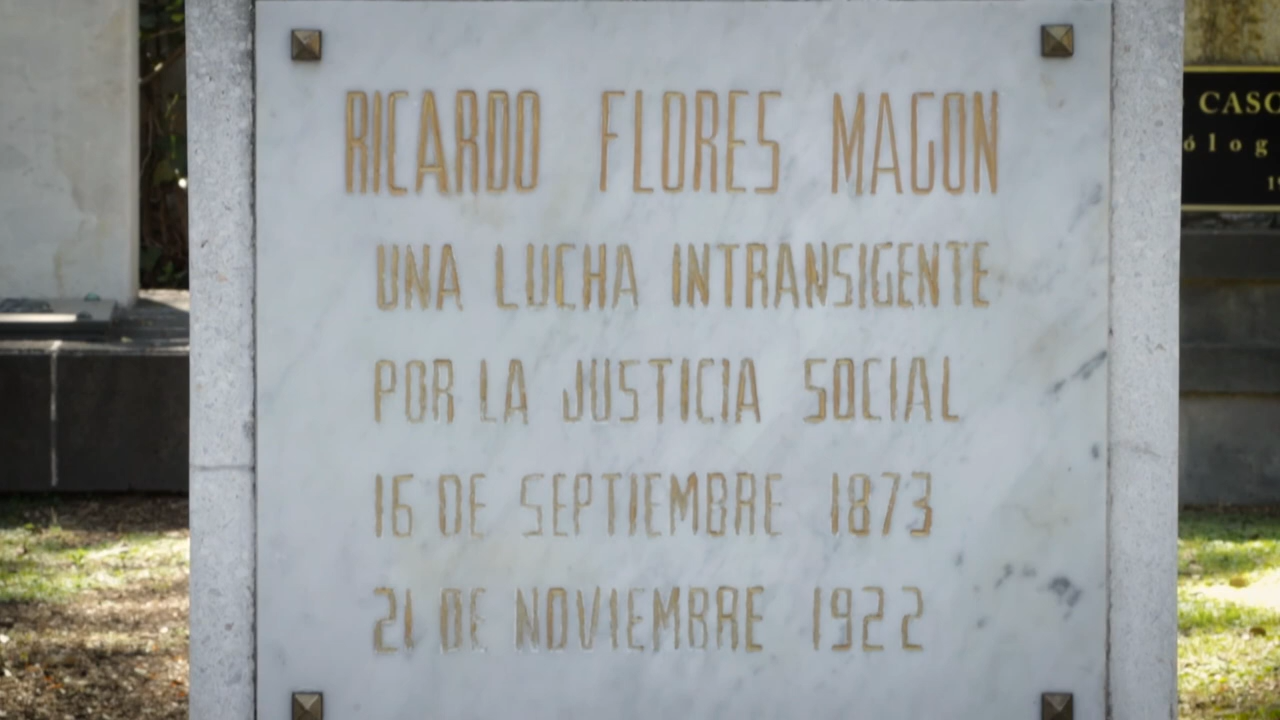 RICARDO FLORES MAGON
UNA LUCHA INTRANSIGENTE
POR LA JUSTICIA SOCIAL
16 DE SEPTIEMBRE 1873
21 DE NOVIEMBRE 1922